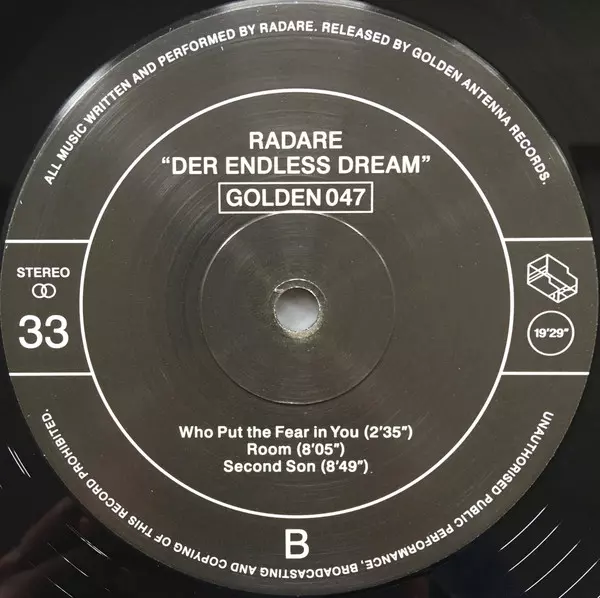 ALL MUSIC WRITTEN AND PERFORMED BY RADARE. RELEASED BY GOLDEN ANTENNA RECORDS.
RADARE
“DER ENDLESS DREAM”
GOLDEN 047
STEREO
33
19’29”
Who Put the Fear in You (2’35”)
Room (8’05”)
Second Son (8’49”)
B
UNAUTHORISED PUBLIC PERFORMANCE, BROADCASTING AND COPYING OF THIS RECORD PROHIBITED.